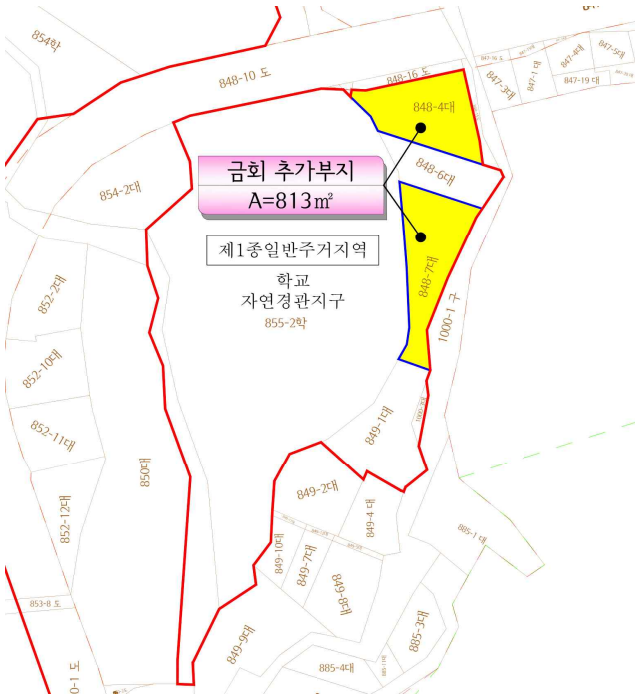 854학
848-10 도
848-16 도
847-16 도
847-3대
847-1 대
847-4대
847-5대
847-19 대
848-4대
금회 추가부지
A=813㎡
848-6대
854-2대
제1종일반주거지역
학교
자연경관지구
855-2학
848-7대
1000-1 구
852-2대
852-10대
852-11대
849-1대
850대
852-12대
849-2대
849-4 대
885-1 대
849-10대
849-7대
849-8대
853-8 도
849-9대
885-3대
885-4대
0-1 도